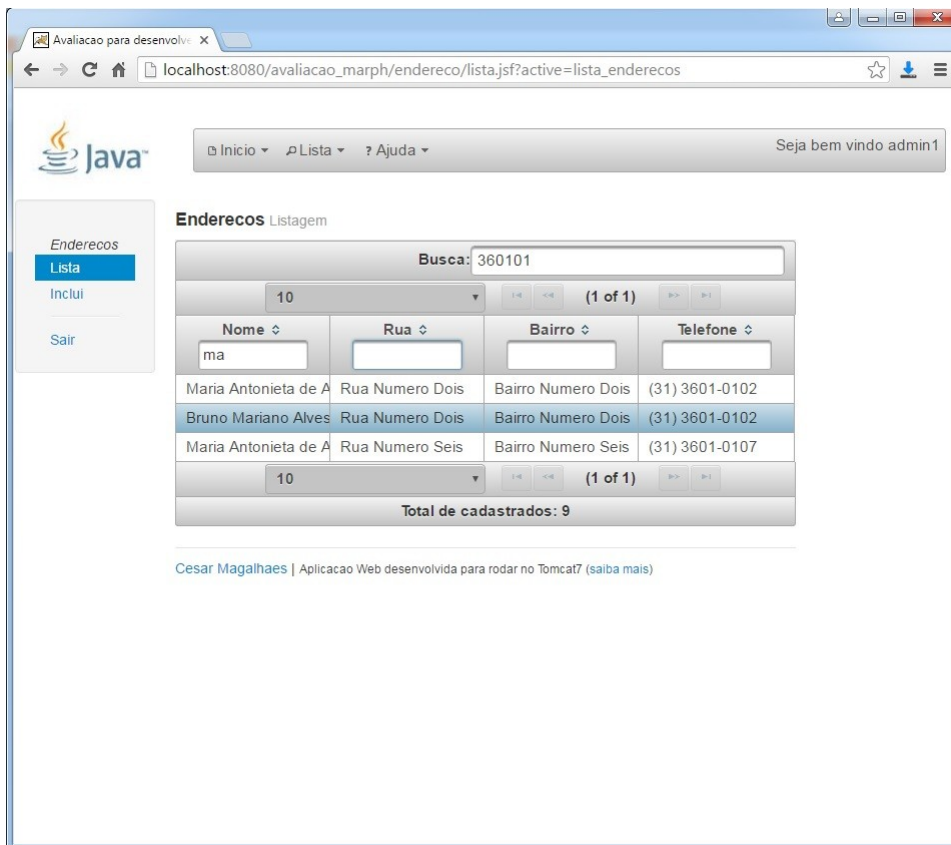 Avaliacao para desenvolve
localhost:8080/avaliacao_marph/endereco/lista.jsf?active=lista_enderecos
Java™
Inicio Lista ? Ajuda
Seja bem vindo admin1
Enderecos
Lista
Inclui
Sair
Enderecos Listagem
Busca: 360101
10 (1 of 1)
Nome Rua Bairro Telefone
ma
Maria Antonieta de A Rua Numero Dois Bairro Numero Dois (31) 3601-0102
Bruno Mariano Alves Rua Numero Dois Bairro Numero Dois (31) 3601-0102
Maria Antonieta de A Rua Numero Seis Bairro Numero Seis (31) 3601-0107
10 (1 of 1)
Total de cadastrados: 9
Cesar Magalhaes | Aplicacao Web desenvolvida para rodar no Tomcat7 (saiba mais)